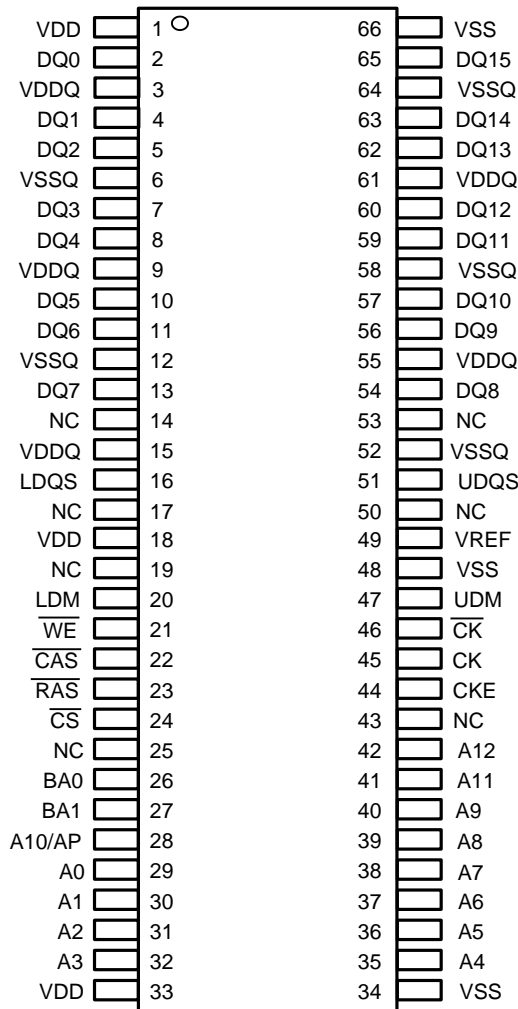 VDD 1 66 VSS
DQ0 2 65 DQ15
VDDQ 3 64 VSSQ
DQ1 4 63 DQ14
DQ2 5 62 DQ13
VSSQ 6 61 VDDQ
DQ3 7 60 DQ12
DQ4 8 59 DQ11
VDDQ 9 58 VSSQ
DQ5 10 57 DQ10
DQ6 11 56 DQ9
VSSQ 12 55 VDDQ
DQ7 13 54 DQ8
NC 14 53 NC
VDDQ 15 52 VSSQ
LDQS 16 51 UDQS
NC 17 50 NC
VDD 18 49 VREF
NC 19 48 VSS
LDM 20 47 UDM
W̅E̅ 21 46 C̅K̅
C̅A̅S̅ 22 45 CK
R̅A̅S̅ 23 44 CKE
C̅S̅ 24 43 NC
NC 25 42 A12
BA0 26 41 A11
BA1 27 40 A9
A10/AP 28 39 A8
A0 29 38 A7
A1 30 37 A6
A2 31 36 A5
A3 32 35 A4
VDD 33 34 VSS